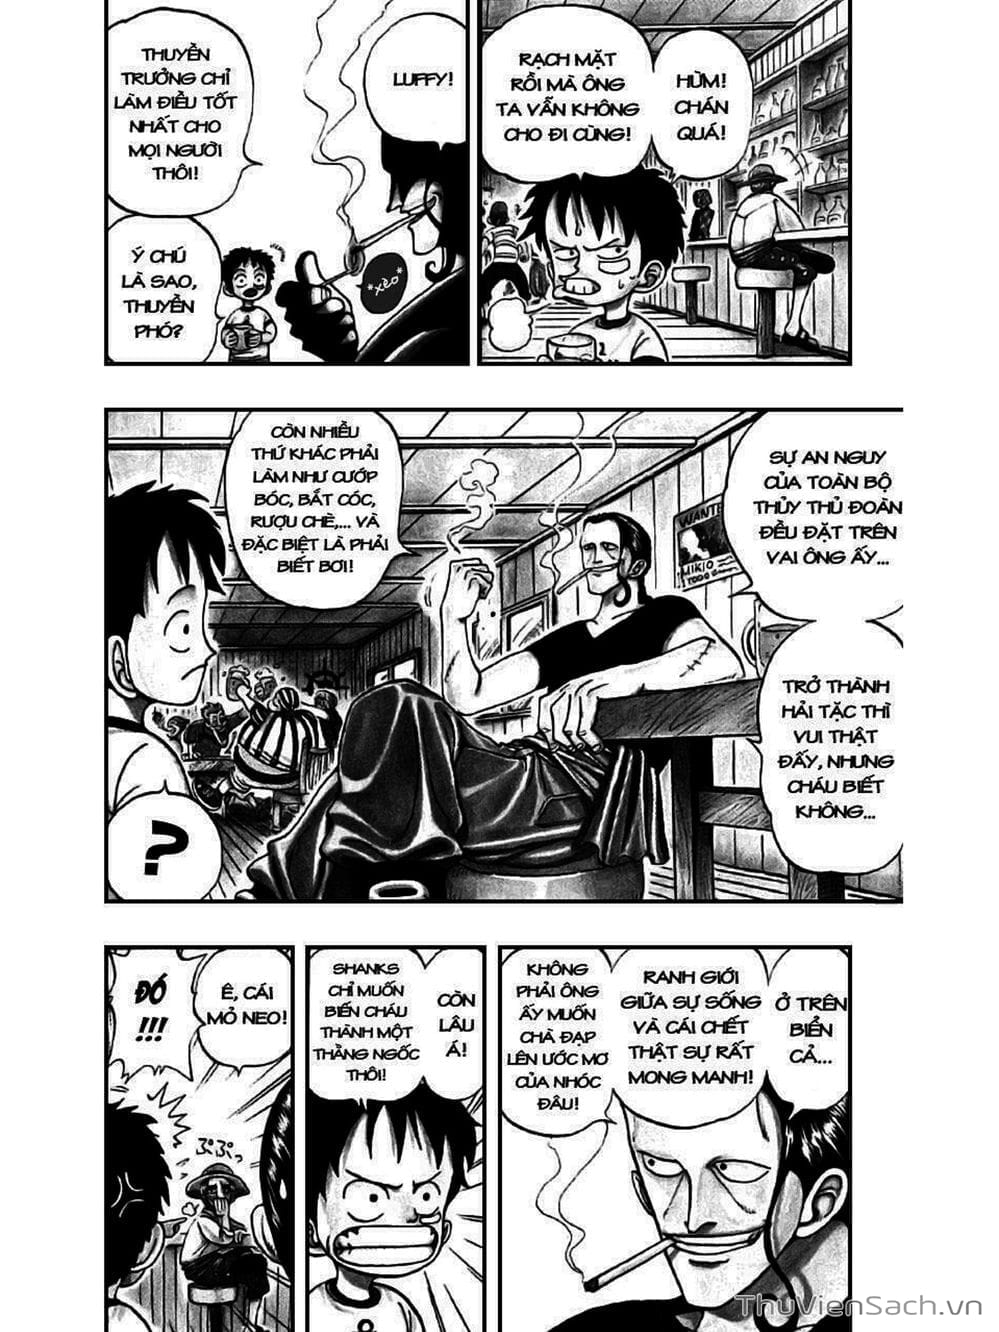 HỪM!
CHÁN
QUÁ!
RẠCH MẶT
RỒI MÀ ÔNG
TA VẪN KHÔNG
CHO ĐI CÙNG!
LUFFY!
THUYỀN
TRƯỞNG CHỈ
LÀM ĐIỀU TỐT
NHẤT CHO
MỌI NGƯỜI
THÔI!
*XÈO*
Ý CHÚ
LÀ SAO,
THUYỀN
PHÓ?
SỰ AN NGUY
CỦA TOÀN BỘ
THỦY THỦ ĐOÀN
ĐỀU ĐẶT TRÊN
VAI ÔNG ẤY...
TRỞ THÀNH
HẢI TẶC THÌ
VUI THẬT
ĐẤY, NHƯNG
CHÁU BIẾT
KHÔNG...
WANTE
MIKIO
CÒN NHIỀU
THỨ KHÁC PHẢI
LÀM NHƯ CƯỚP
BÓC, BẮT CÓC,
RƯỢU CHÈ,... VÀ
ĐẶC BIỆT LÀ PHẢI
BIẾT BƠI!
?
Ở TRÊN
BIỂN
CẢ...
RANH GIỚI
GIỮA SỰ SỐNG
VÀ CÁI CHẾT
THẬT SỰ RẤT
MONG MANH!
KHÔNG
PHẢI ÔNG
ẤY MUỐN
CHÀ ĐẠP
LÊN ƯỚC MƠ
CỦA NHÓC
ĐÂU!
CÒN
LÂU
Á!
SHANKS
CHỈ MUỐN
BIẾN CHÁU
THÀNH MỘT
THẰNG NGỐC
THÔI!
Ê, CÁI
MỎ NEO!
ĐÓ
!!!
ぷぷっ
ThuVienSach.vn